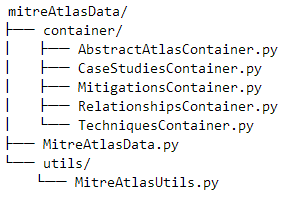 mitreAtlasData/
├── container/
│   ├── AbstractAtlasContainer.py
│   ├── CaseStudiesContainer.py
│   ├── MitigationsContainer.py
│   ├── RelationshipsContainer.py
│   └── TechniquesContainer.py
├── MitreAtlasData.py
└── utils/
    └── MitreAtlasUtils.py